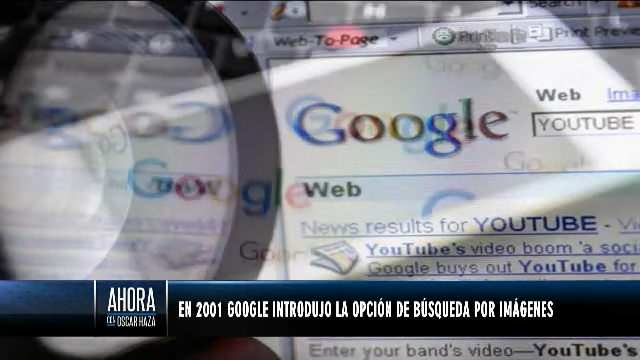 Web-To-Page
Print
Print Preview
Web
Google
YOUTUBE
Google
Web
News results for YOUTUBE -
YouTube's video boom 'a
Google buys out YouTube for
AHORA
CON OSCAR HAZA
EN 2001 GOOGLE INTRODUJO LA OPCIÓN DE BÚSQUEDA POR IMÁGENES
Enter your band's video—YouTube's